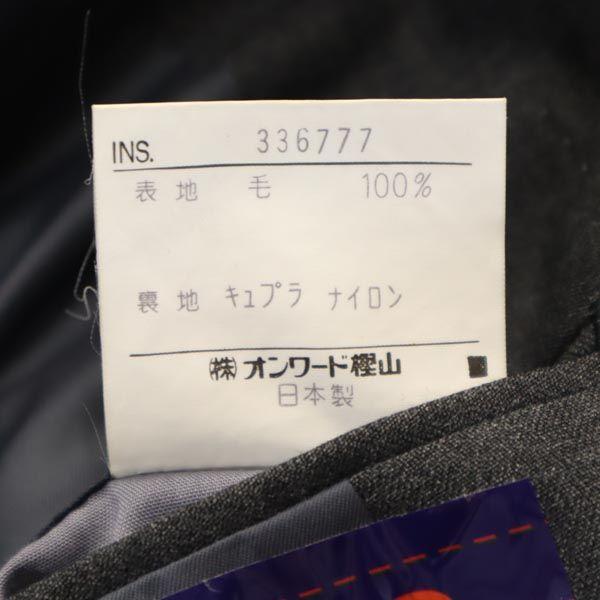 INS. 336777
表地 毛 100%
裏地 キュプラ ナイロン
㈱オンワード樫山
日本製